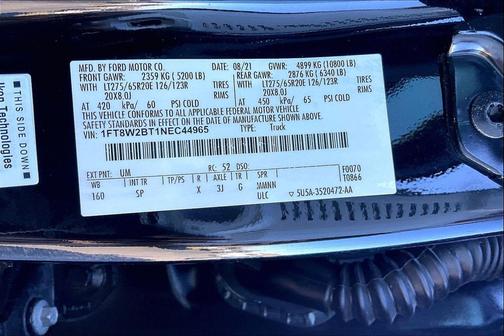 MFD. BY FORD MOTOR CO. 08/21 GVWR: 4899 KG (10800 LB)
FRONT GAWR: 2359 KG ( 5200 LB) REAR GAWR: 2876 KG ( 6340 LB)
WITH LT275/65R20E 126/123R TIRES WITH LT275/65R20E 126/123R TIRES
20X8.0J RIMS 20X8.0J RIMS
AT 420 kPa/ 60 PSI COLD AT 450 kPa/ 65 PSI COLD
THIS VEHICLE CONFORMS TO ALL APPLICABLE FEDERAL MOTOR VEHICLE
SAFETY STANDARDS IN EFFECT ON THE DATE OF MANUFACTURE SHOWN ABOVE.
VIN: 1FT8W2BT1NEC44965 TYPE: Truck
EXT PNT: UM RC: 52 DSO: F0070
WB INT TR TP/PS R AXLE TR SPR T0866
160 SP X 3J G MMNN
ULC 5U5A-3520472-AA
THIS SIDE DOWN
Technologies